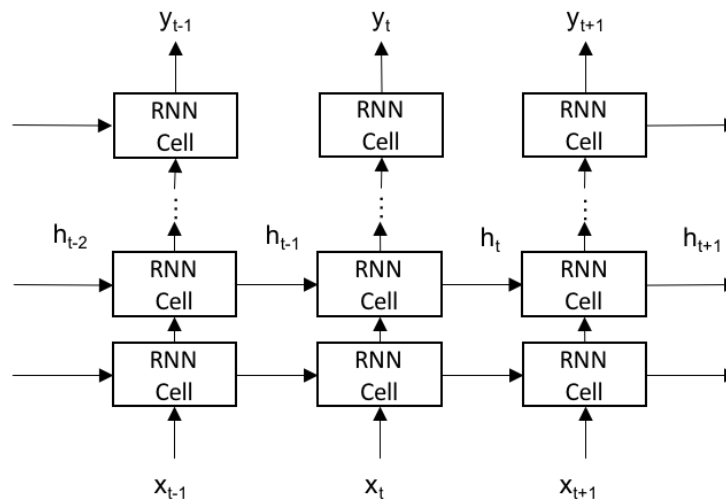 y_{t-1} y_t y_{t+1}
RNN RNN RNN
Cell Cell Cell
h_{t-2} h_{t-1} h_t h_{t+1}
RNN RNN RNN
Cell Cell Cell
RNN RNN RNN
Cell Cell Cell
x_{t-1} x_t x_{t+1}